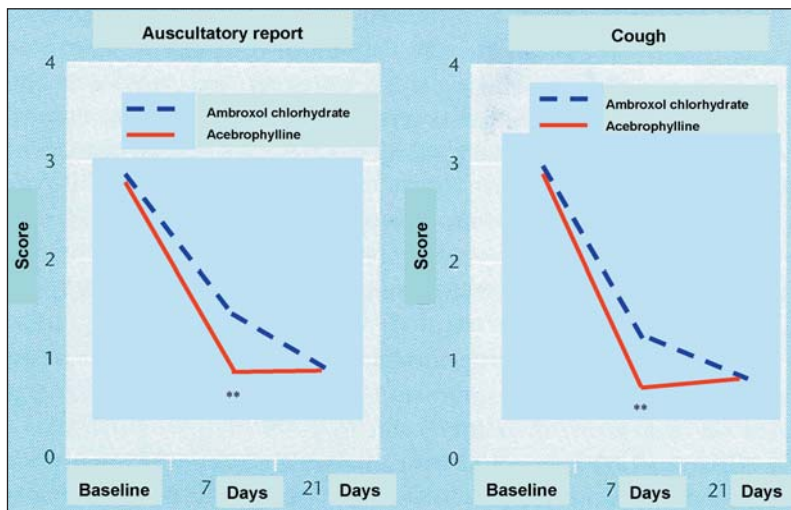 Auscultatory report
4
3
2
1
0
Score
Ambroxol chlorhydrate
Acebrophylline
**
Baseline
7 Days
21 Days
Cough
4
3
2
1
0
Score
Ambroxol chlorhydrate
Acebrophylline
**
Baseline
7 Days
21 Days